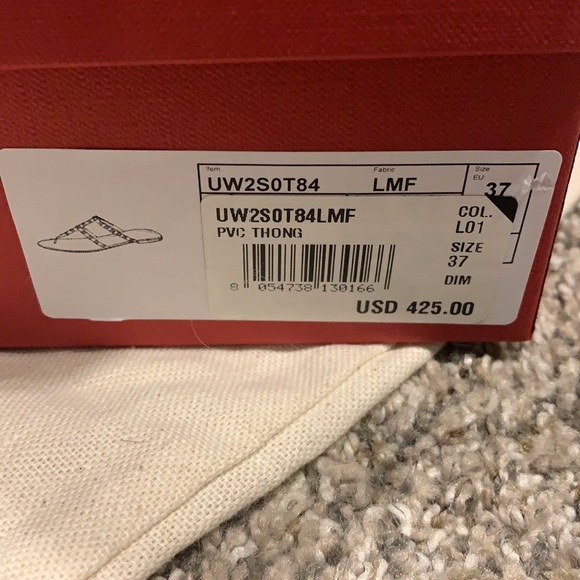 Item Fabric Size
EU
UW2S0T84 LMF 37
UW2S0T84LMF COL.
PVC THONG L01
SIZE
37
DIM
8 054738 130166
USD 425.00